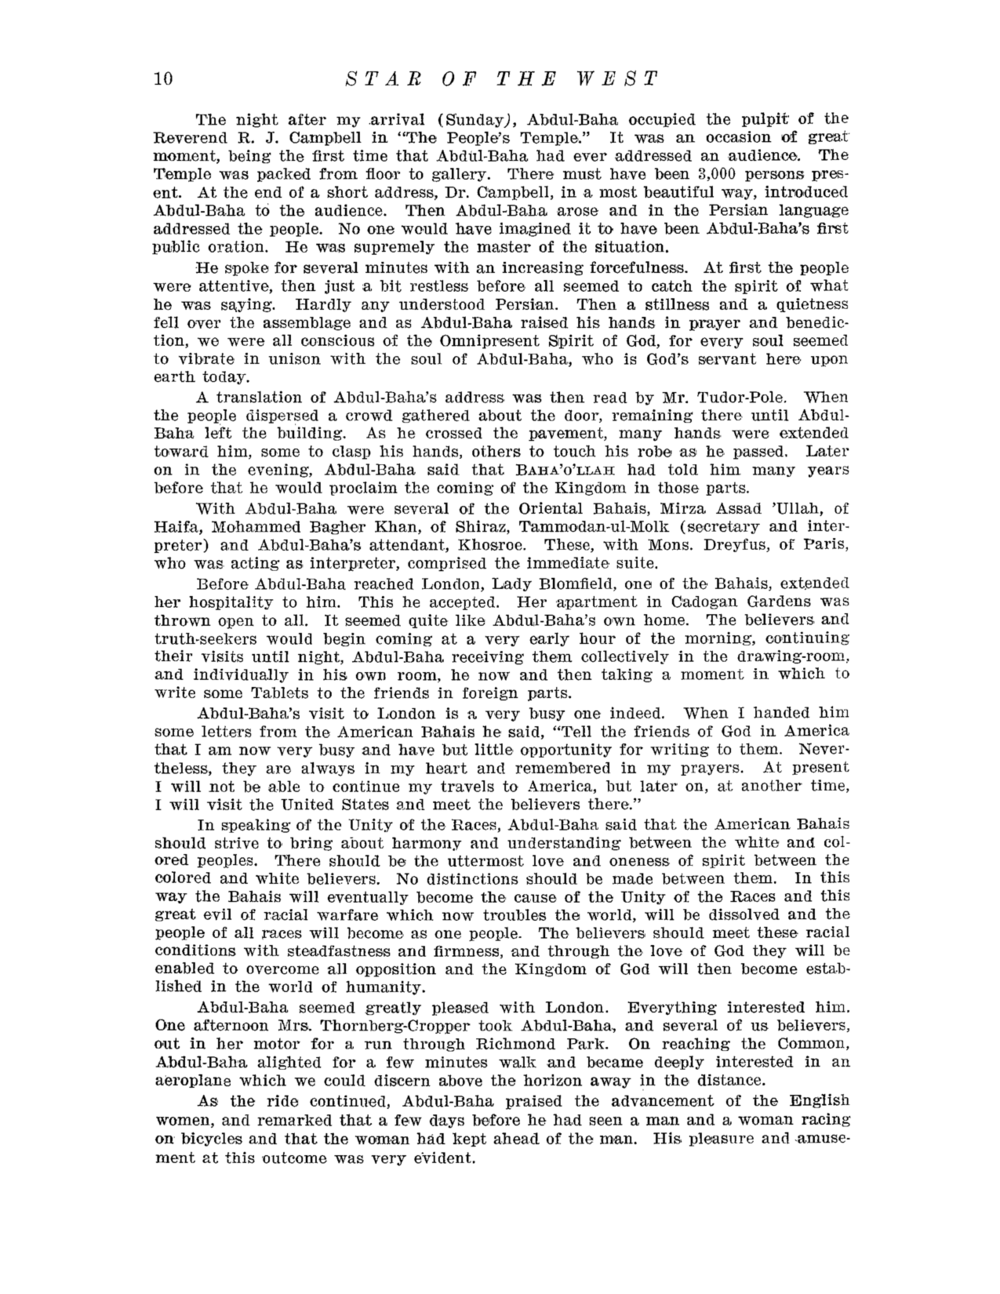 10 STAR OF THE WEST
The night after my arrival (Sunday), Abdul-Baha occupied the pulpit of the
Reverend R. J. Campbell in “The People’s Temple.” It was an occasion of great
moment, being the first time that Abdul-Baha had ever addressed an audience. The
Temple was packed from floor to gallery. There must have been 3,000 persons pres-
ent. At the end of a short address, Dr. Campbell, in a most beautiful way, introduced
Abdul-Baha to the audience. Then Abdul-Baha arose and in the Persian language
addressed the people. No one would have imagined it to have been Abdul-Baha’s first
public oration. He was supremely the master of the situation.
He spoke for several minutes with an increasing forcefulness. At first the people
were attentive, then just a bit restless before all seemed to catch the spirit of what
he was saying. Hardly any understood Persian. Then a stillness and a quietness
fell over the assemblage and as Abdul-Baha raised his hands in prayer and benedic-
tion, we were all conscious of the Omnipresent Spirit of God, for every soul seemed
to vibrate in unison with the soul of Abdul-Baha, who is God’s servant here upon
earth today.
A translation of Abdul-Baha’s address was then read by Mr. Tudor-Pole. When
the people dispersed a crowd gathered about the door, remaining there until Abdul-
Baha left the building. As he crossed the pavement, many hands were extended
toward him, some to clasp his hands, others to touch his robe as he passed. Later
on in the evening, Abdul-Baha said that BAHA’O’LLAH had told him many years
before that he would proclaim the coming of the Kingdom in those parts.
With Abdul-Baha were several of the Oriental Bahais, Mirza Assad ’Ullah, of
Haifa, Mohammed Bagher Khan, of Shiraz, Tammodan-ul-Molk (secretary and inter-
preter) and Abdul-Baha’s attendant, Khosroe. These, with Mons. Dreyfus, of Paris,
who was acting as interpreter, comprised the immediate suite.
Before Abdul-Baha reached London, Lady Blomfield, one of the Bahais, extended
her hospitality to him. This he accepted. Her apartment in Cadogan Gardens was
thrown open to all. It seemed quite like Abdul-Baha’s own home. The believers and
truth-seekers would begin coming at a very early hour of the morning, continuing
their visits until night, Abdul-Baha receiving them collectively in the drawing-room,
and individually in his own room, he now and then taking a moment in which to
write some Tablets to the friends in foreign parts.
Abdul-Baha’s visit to London is a very busy one indeed. When I handed him
some letters from the American Bahais he said, “Tell the friends of God in America
that I am now very busy and have but little opportunity for writing to them. Never-
theless, they are always in my heart and remembered in my prayers. At present
I will not be able to continue my travels to America, but later on, at another time,
I will visit the United States and meet the believers there.”
In speaking of the Unity of the Races, Abdul-Baha said that the American Bahais
should strive to bring about harmony and understanding between the white and col-
ored peoples. There should be the uttermost love and oneness of spirit between the
colored and white believers. No distinctions should be made between them. In this
way the Bahais will eventually become the cause of the Unity of the Races and this
great evil of racial warfare which now troubles the world, will be dissolved and the
people of all races will become as one people. The believers should meet these racial
conditions with steadfastness and firmness, and through the love of God they will be
enabled to overcome all opposition and the Kingdom of God will then become estab-
lished in the world of humanity.
Abdul-Baha seemed greatly pleased with London. Everything interested him.
One afternoon Mrs. Thornberg-Cropper took Abdul-Baha, and several of us believers,
out in her motor for a run through Richmond Park. On reaching the Common,
Abdul-Baha alighted for a few minutes walk and became deeply interested in an
aeroplane which we could discern above the horizon away in the distance.
As the ride continued, Abdul-Baha praised the advancement of the English
women, and remarked that a few days before he had seen a man and a woman racing
on bicycles and that the woman had kept ahead of the man. His pleasure and amuse-
ment at this outcome was very evident.